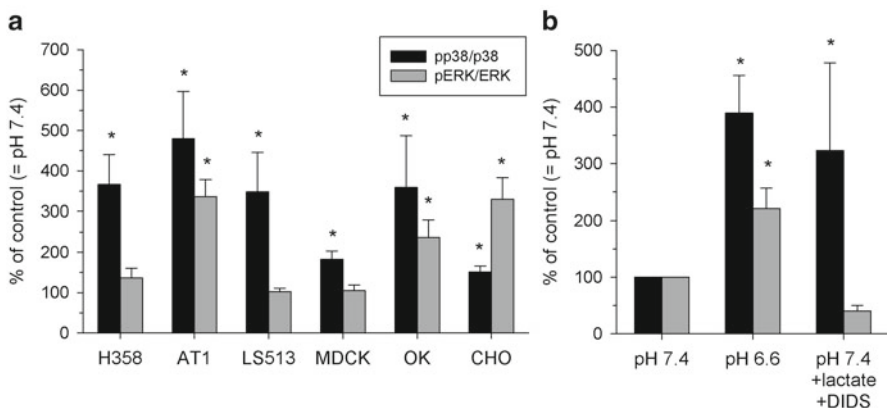 a
% of control (= pH 7.4)
700
600
500
400
300
200
100
0
pp38/p38
pERK/ERK
* * * * * * * *
*
H358 AT1 LS513 MDCK OK CHO
b
% of control (= pH 7.4)
500
400
300
200
100
0
* * *
pH 7.4 pH 6.6 pH 7.4
+lactate
+DIDS